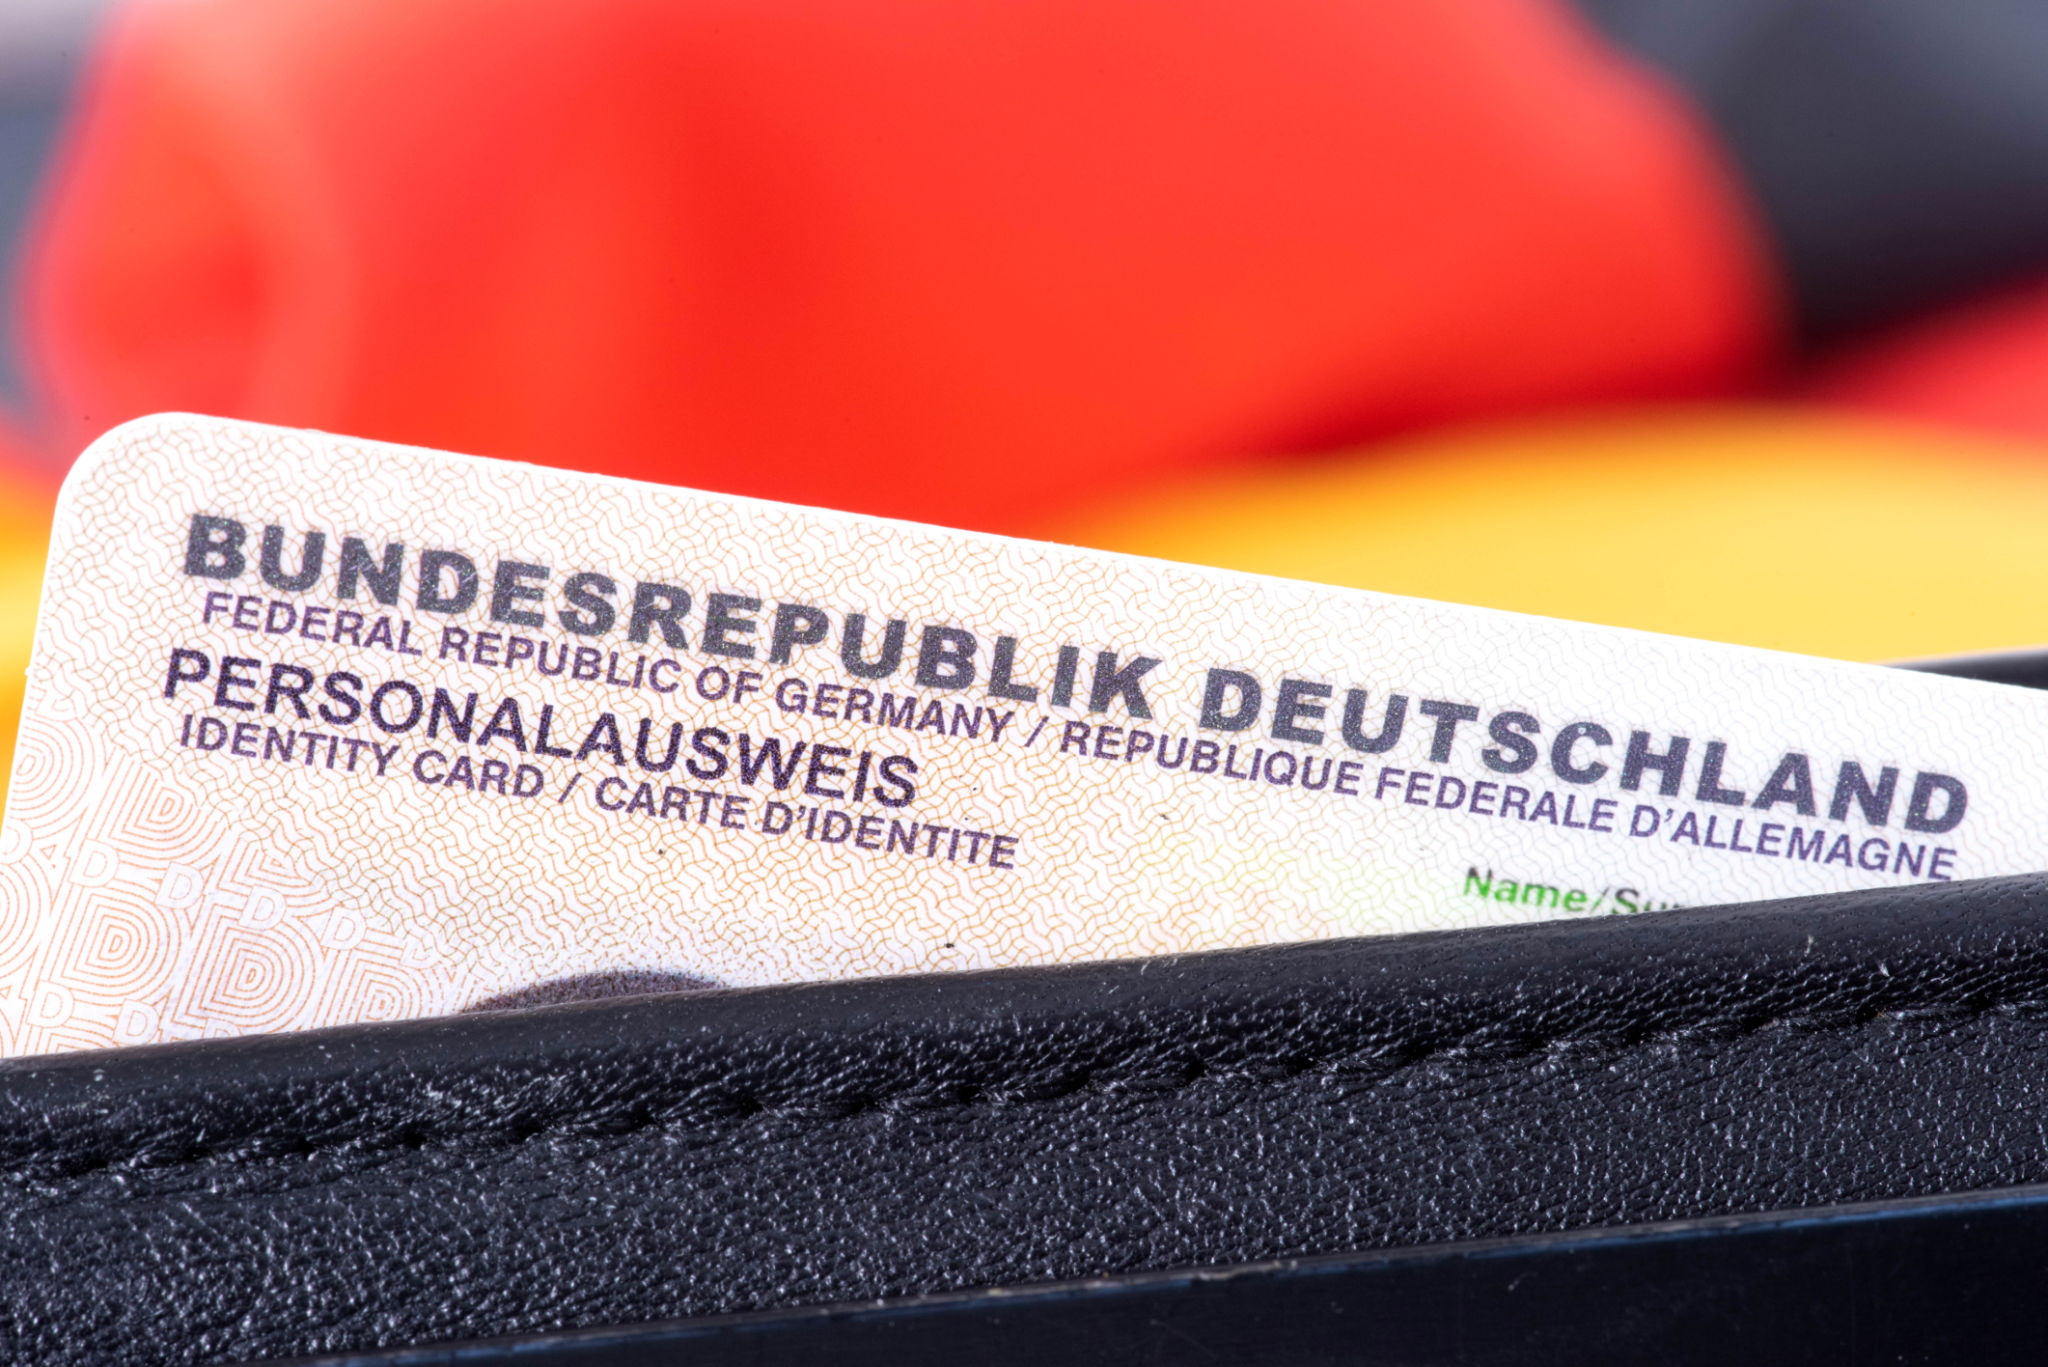 BUNDESREPUBLIK DEUTSCHLAND
FEDERAL REPUBLIC OF GERMANY / REPUBLIQUE FEDERALE D'ALLEMAGNE
PERSONALAUSWEIS
IDENTITY CARD / CARTE D'IDENTITE
Name/